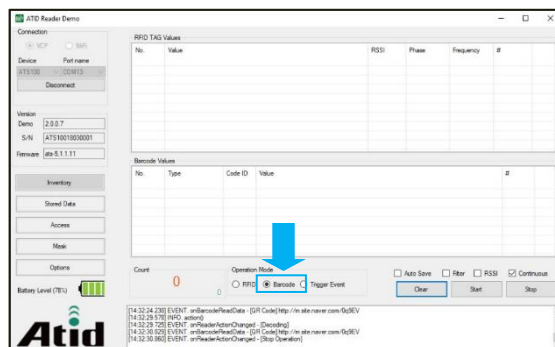 ATID Reader Demo
Connection
VCP WiFi
Device Port name
ATS100 COM13
Disconnect
Version
Demo 2.0.0.7
S/N ATS10018030001
Firmware ats-5.1.1.11
Inventory
Stored Data
Access
Mask
Options
Battery Level (78%)
Atid
RFID TAG Values
No. Value RSSI Phase Frequency #
Barcode Values
No. Type Code ID Value #
Count
0
0
Operation Mode
RFID Barcode Trigger Event
Auto Save Filter RSSI Continuous
Clear Start Stop
[14:32:24.238] EVENT. onBarcodeReadData - [QR Code] http://m.site.naver.com/0q9EV
[14:32:29.578] INFO. action()
[14:32:29.725] EVENT. onReaderActionChanged - [Decoding]
[14:32:30.029] EVENT. onBarcodeReadData - [QR Code] http://m.site.naver.com/0q9EV
[14:32:30.060] EVENT. onReaderActionChanged - [Stop Operation]